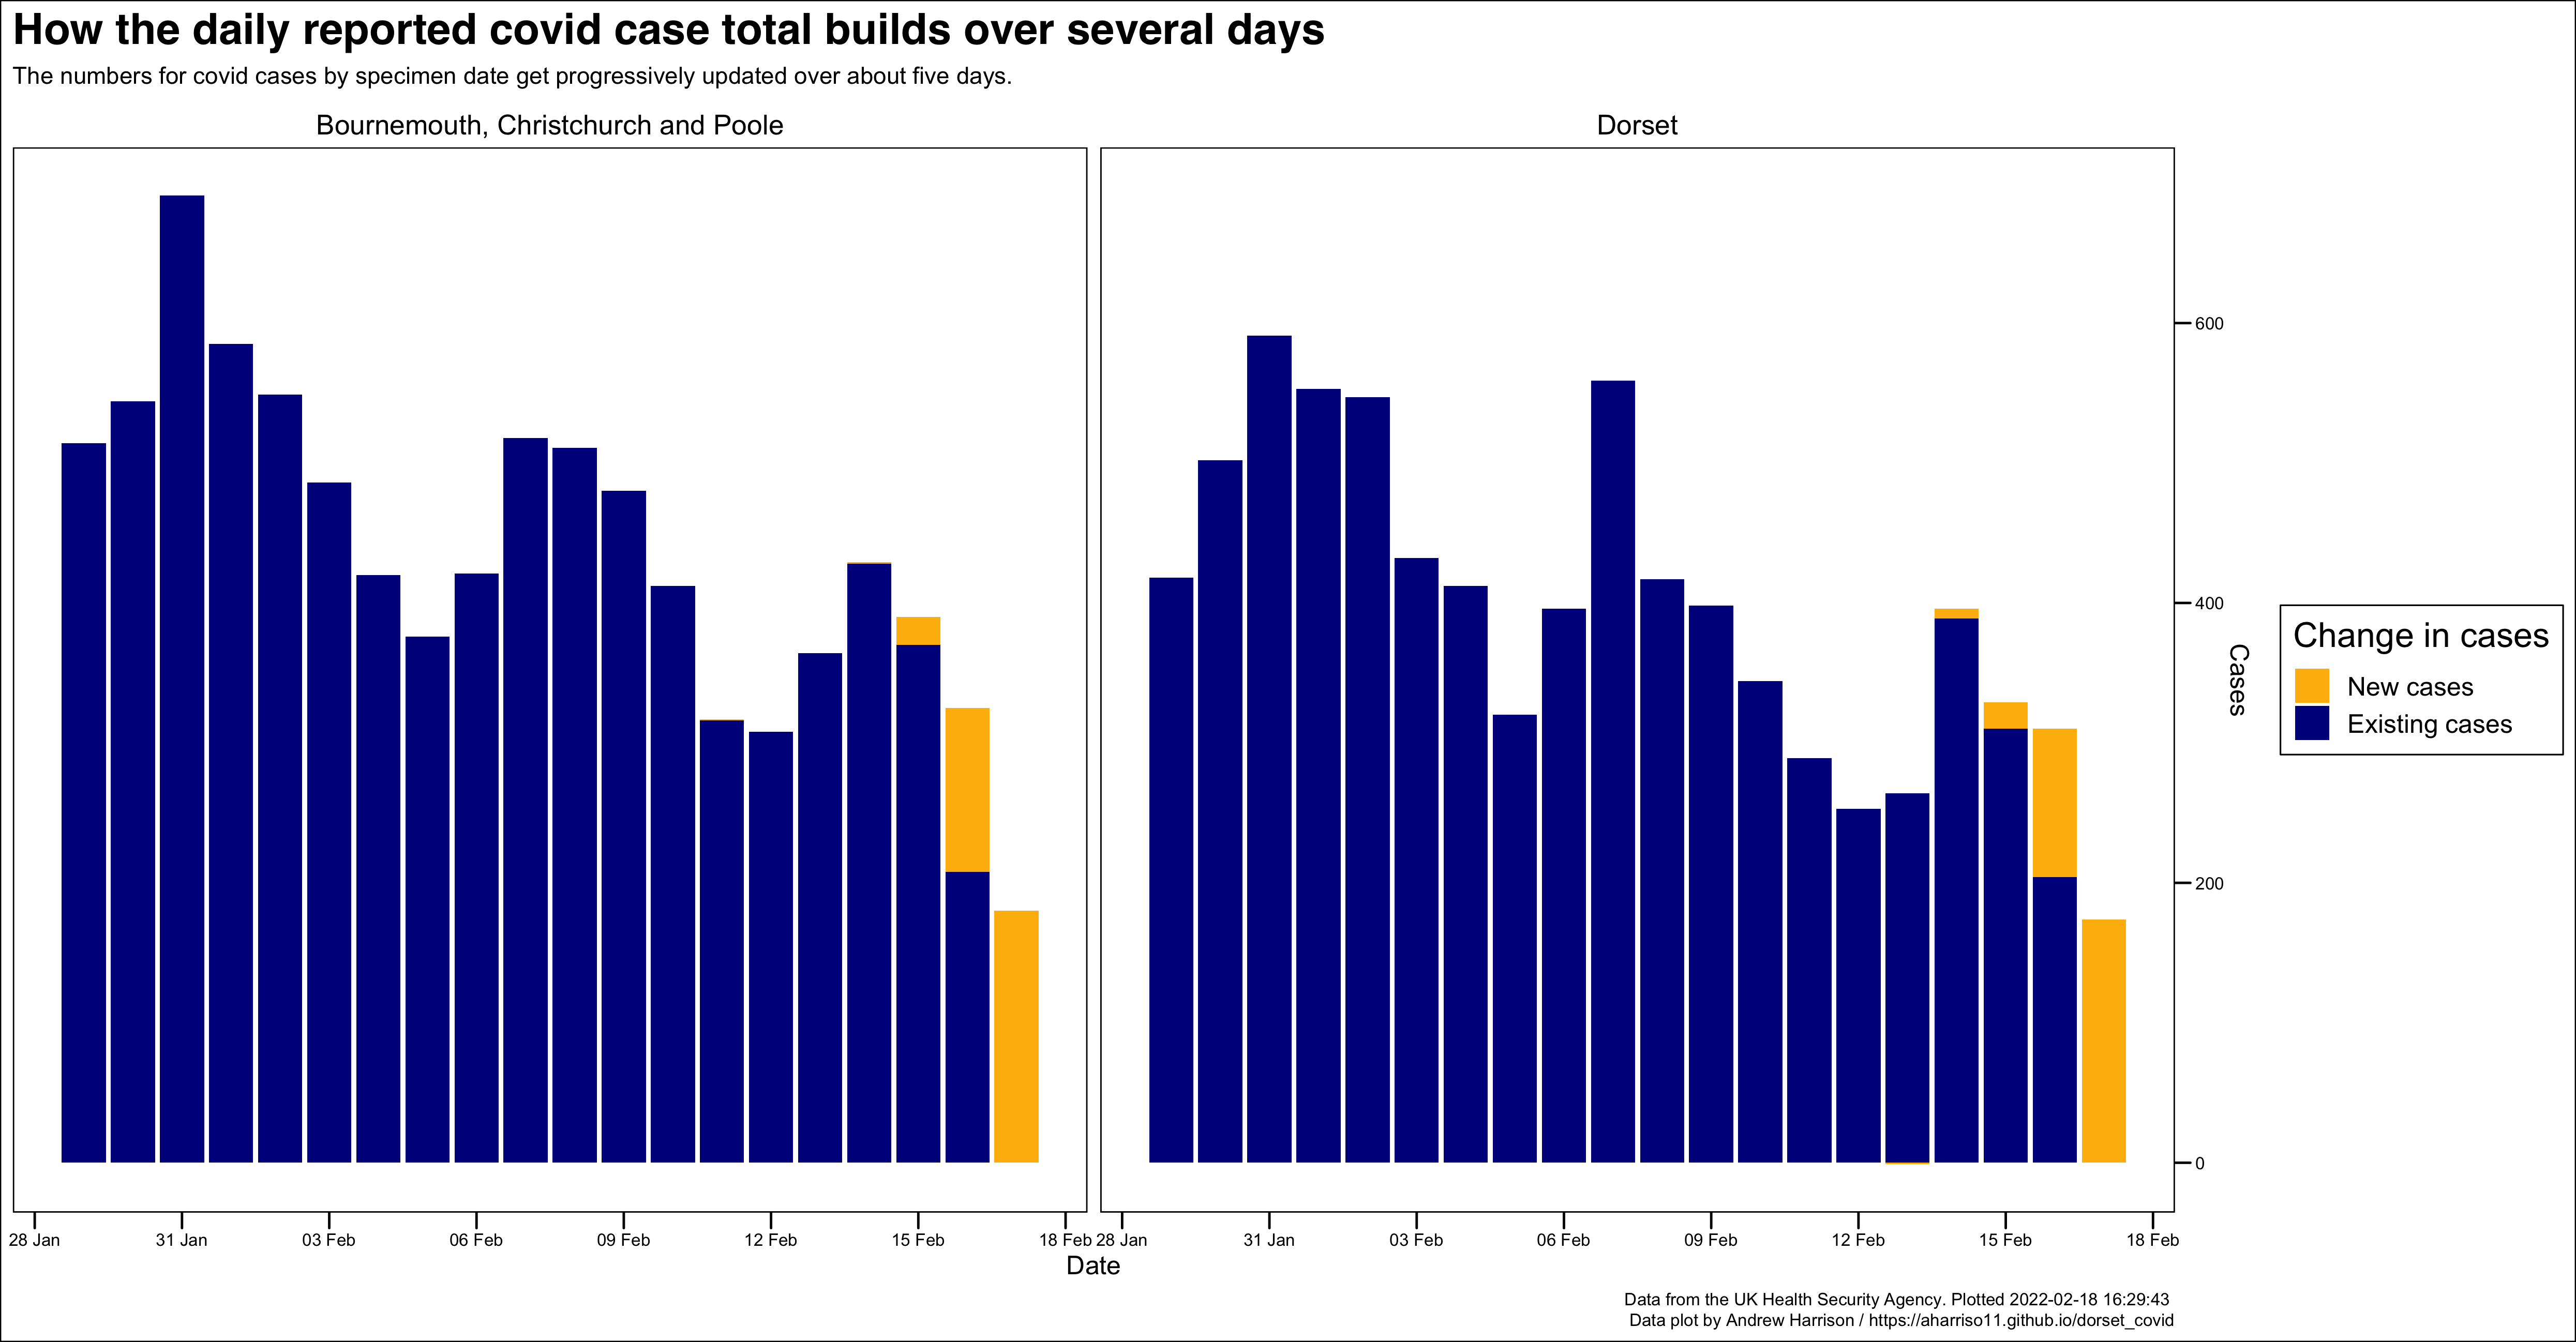 How the daily reported covid case total builds over several days
The numbers for covid cases by specimen date get progressively updated over about five days.
Bournemouth, Christchurch and Poole
Dorset
600
400
200
0
Cases
Change in cases
New cases
Existing cases
28 Jan
31 Jan
03 Feb
06 Feb
09 Feb
12 Feb
15 Feb
18 Feb
28 Jan
31 Jan
03 Feb
06 Feb
09 Feb
12 Feb
15 Feb
18 Feb
Date
Data from the UK Health Security Agency. Plotted 2022-02-18 16:29:43
Data plot by Andrew Harrison / https://aharriso11.github.io/dorset_covid